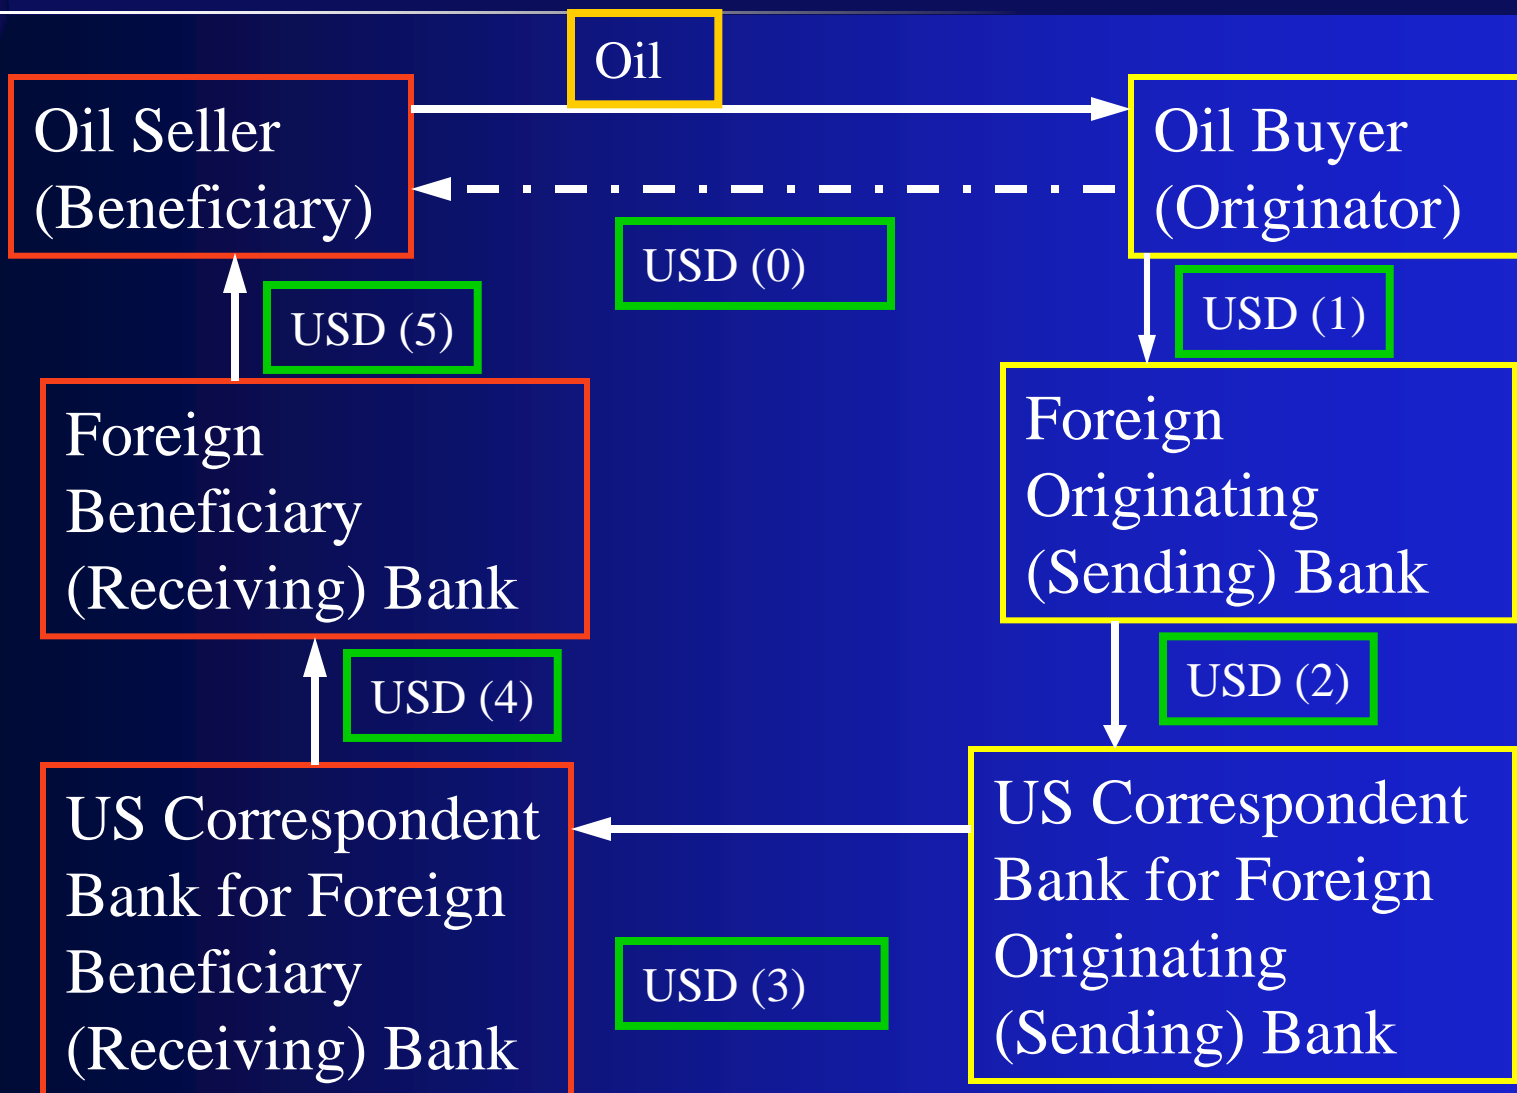 Oil
Oil Seller
(Beneficiary)
Oil Buyer
(Originator)
USD (0)
USD (5)
USD (1)
Foreign
Beneficiary
(Receiving) Bank
Foreign
Originating
(Sending) Bank
USD (4)
USD (2)
US Correspondent
Bank for Foreign
Beneficiary
(Receiving) Bank
USD (3)
US Correspondent
Bank for Foreign
Originating
(Sending) Bank